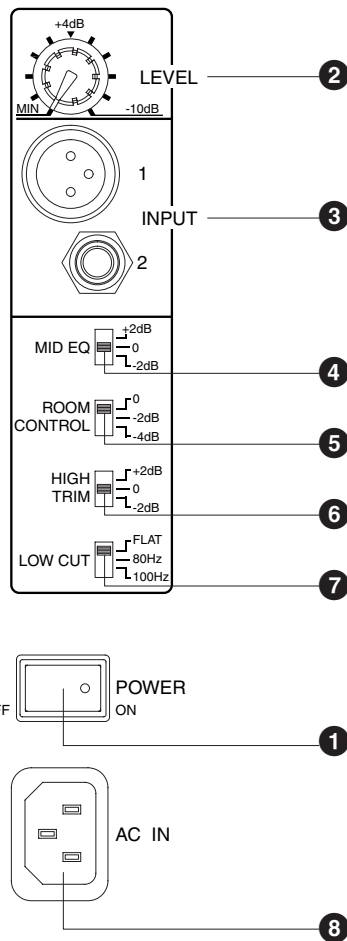 +4dB
LEVEL
2
MIN
-10dB
1
INPUT
3
2
MID EQ
+2dB
0
-2dB
4
ROOM
CONTROL
0
-2dB
-4dB
5
HIGH
TRIM
+2dB
0
-2dB
6
LOW CUT
FLAT
80Hz
100Hz
7
POWER
FF
ON
1
AC IN
8